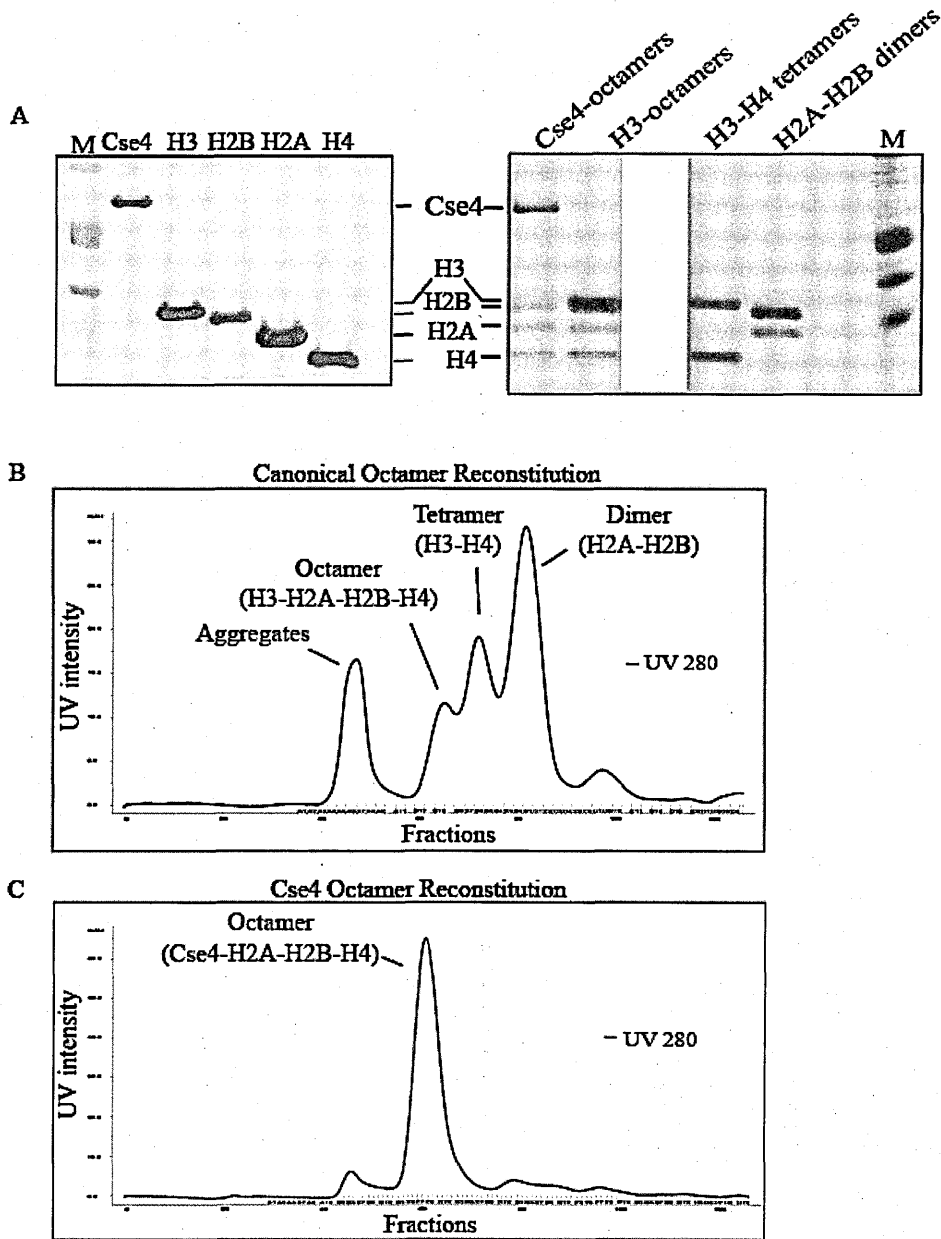 A
M Cse4 H3 H2B H2A H4
Cse4-octamers
H3-octamers
H3-H4 tetramers
H2A-H2B dimers
M
Cse4
H3
H2B
H2A
H4
B
Canonical Octamer Reconstitution
Tetramer
(H3-H4)
Dimer
(H2A-H2B)
Octamer
(H3-H2A-H2B-H4)
Aggregates
– UV 280
UV intensity
Fractions
C
Cse4 Octamer Reconstitution
Octamer
(Cse4-H2A-H2B-H4)
– UV 280
UV intensity
Fractions